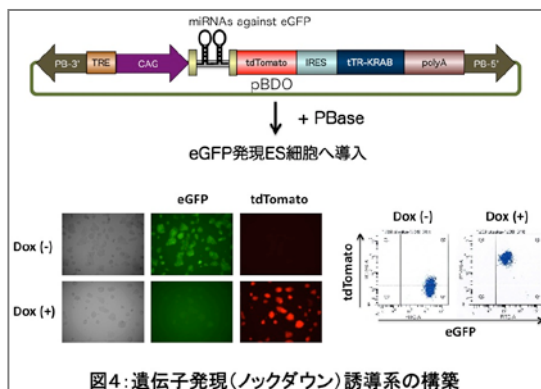 miRNAs against eGFP
PB-3' TRE CAG tdTomato IRES tTR-KRAB polyA PB-5'
pBDO
+ PBase
eGFP発現ES細胞へ導入
eGFP tdTomato
Dox (-)
Dox (+)
Dox (-) Dox (+)
tdTomato
eGFP
図4:遺伝子発現(ノックダウン)誘導系の構築